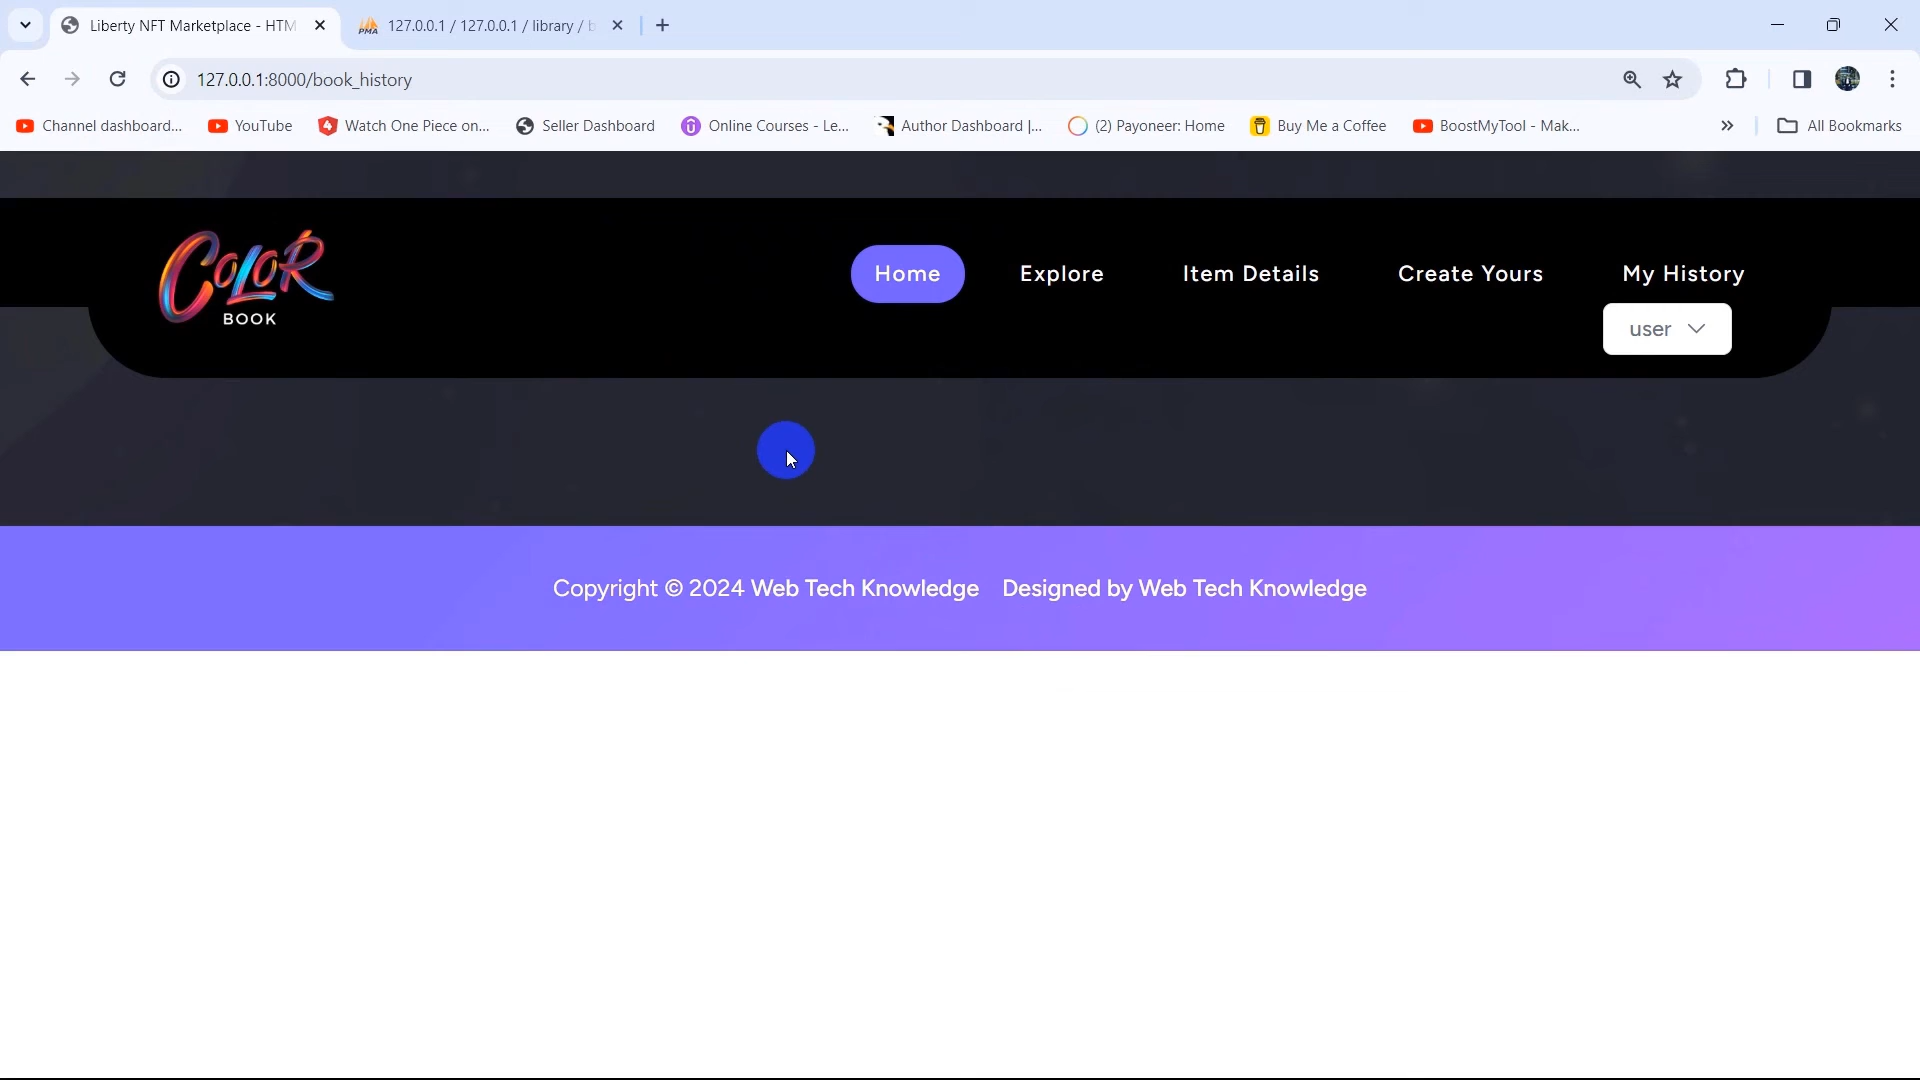 Liberty NFT Marketplace - HTM
127.0.0.1 / 127.0.0.1 / library / b
127.0.0.1:8000/book_history
Channel dashboard...
YouTube
Watch One Piece on...
Seller Dashboard
Online Courses - Le...
Author Dashboard |...
(2) Payoneer: Home
Buy Me a Coffee
BoostMyTool - Mak...
All Bookmarks
COLOR
BOOK
Home
Explore
Item Details
Create Yours
My History
user
Copyright © 2024 Web Tech Knowledge Designed by Web Tech Knowledge